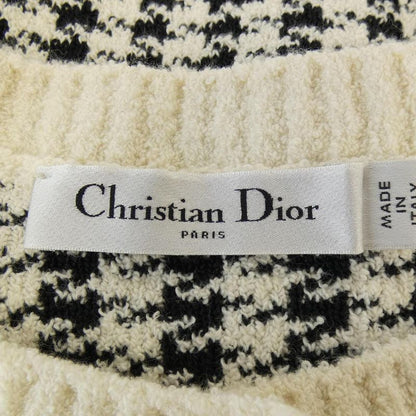 Christian Dior
PARIS
MADE
IN
ITALY